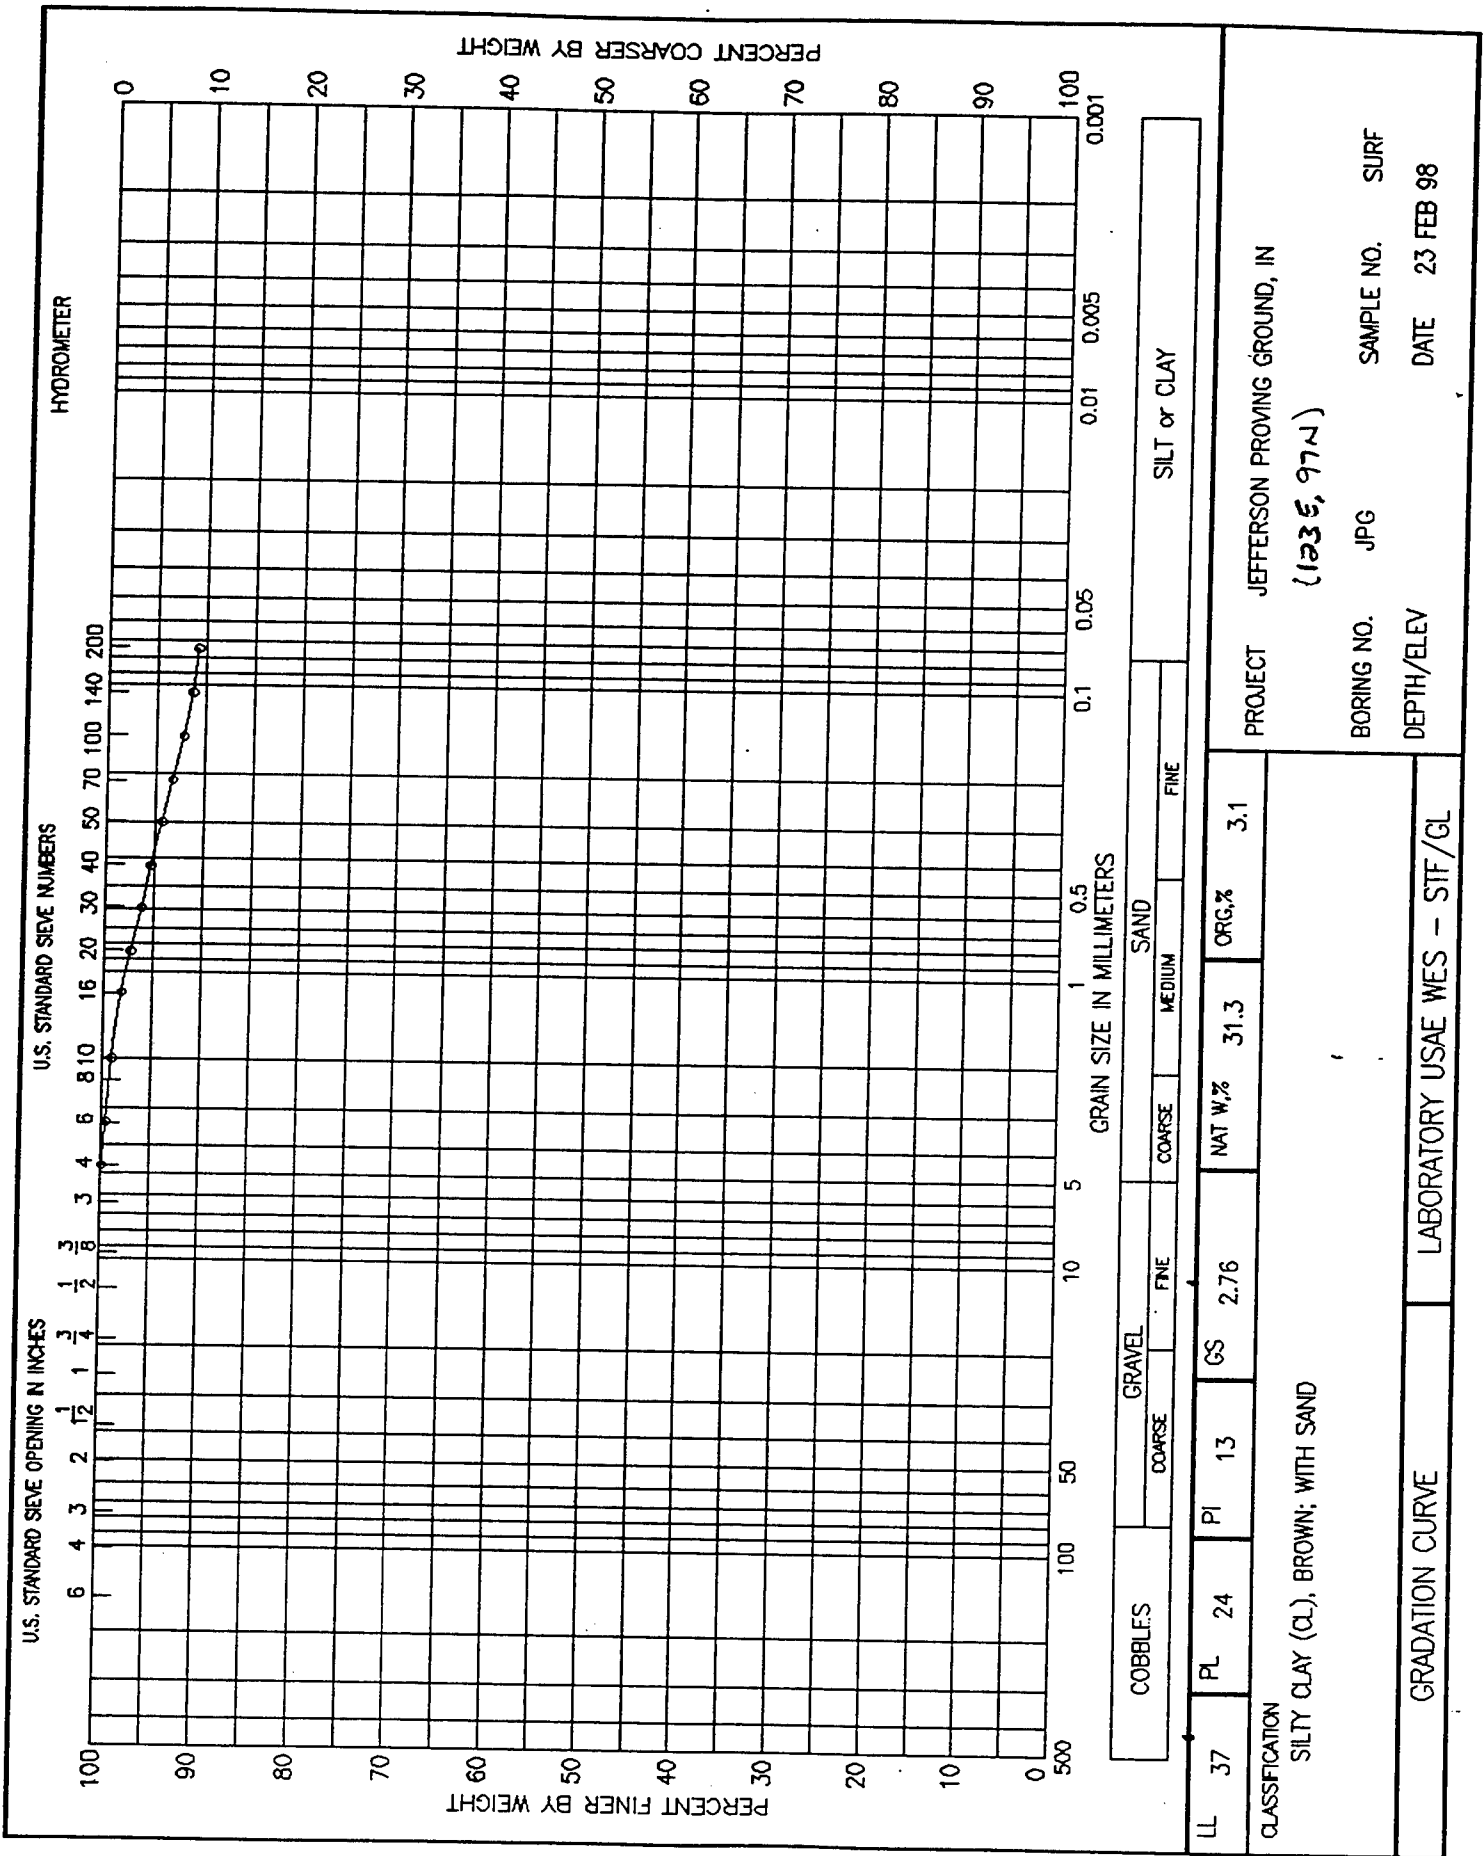 U.S. STANDARD SIEVE OPENING IN INCHES U.S. STANDARD SIEVE NUMBERS HYDROMETER
6 4 3 2 1 1/2 1 3/4 1/2 3/8 3 4 6 8 10 16 20 30 40 50 70 100 140 200
PERCENT FINER BY WEIGHT
100
90
80
70
60
50
40
30
20
10
0
PERCENT COARSER BY WEIGHT
0
10
20
30
40
50
60
70
80
90
100
500 100 50 10 5 1 0.5 0.1 0.05 0.01 0.005 0.001
GRAIN SIZE IN MILLIMETERS
COBBLES GRAVEL SAND SILT or CLAY
COARSE FINE COARSE MEDIUM FINE
LL 37 PL 24 PI 13 GS 2.76 NAT W,% 31.3 ORG,% 3.1
CLASSIFICATION
SILTY CLAY (CL), BROWN; WITH SAND
PROJECT JEFFERSON PROVING GROUND, IN
(123E, 97N)
BORING NO. JPG SAMPLE NO. SURF
DEPTH/ELEV DATE 23 FEB 98
GRADATION CURVE LABORATORY USAE WES - STF/GL